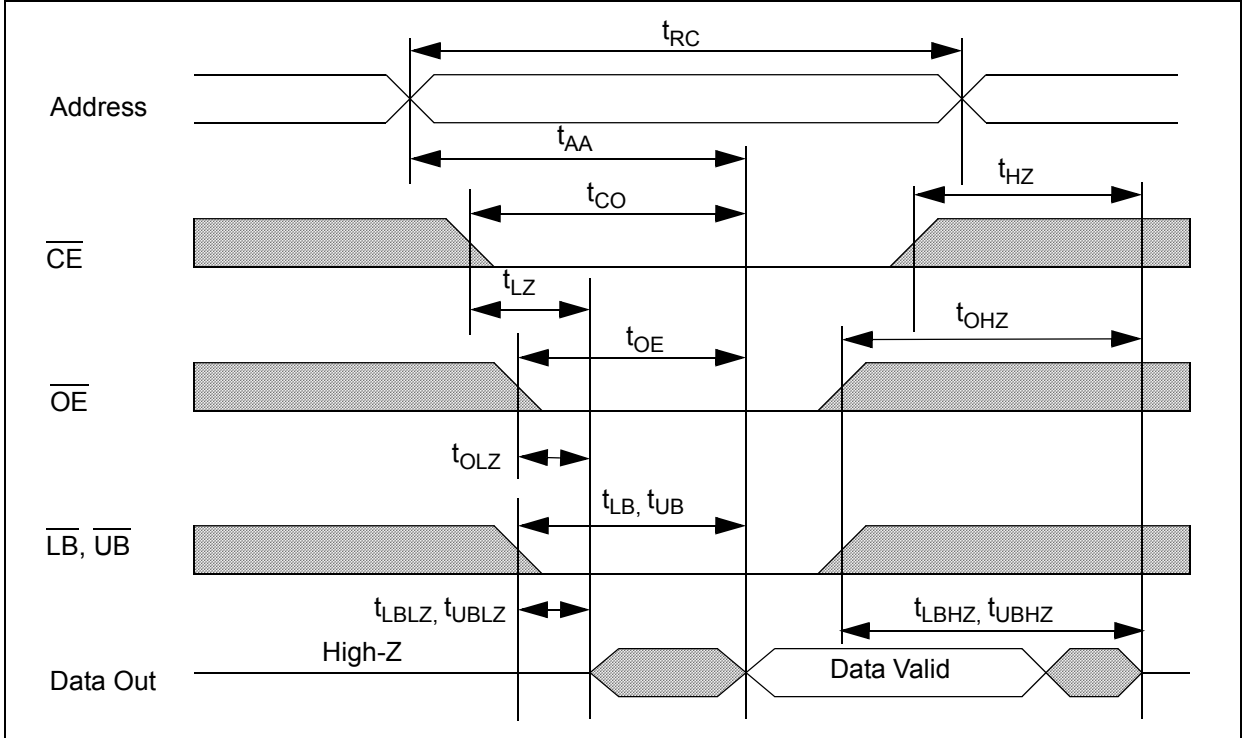 tRC
Address
tAA
tHZ
tCO
CE
tLZ
tOHZ
tOE
OE
tOLZ
tLB, tUB
LB, UB
tLBLZ, tUBLZ
tLBHZ, tUBHZ
High-Z
Data Valid
Data Out